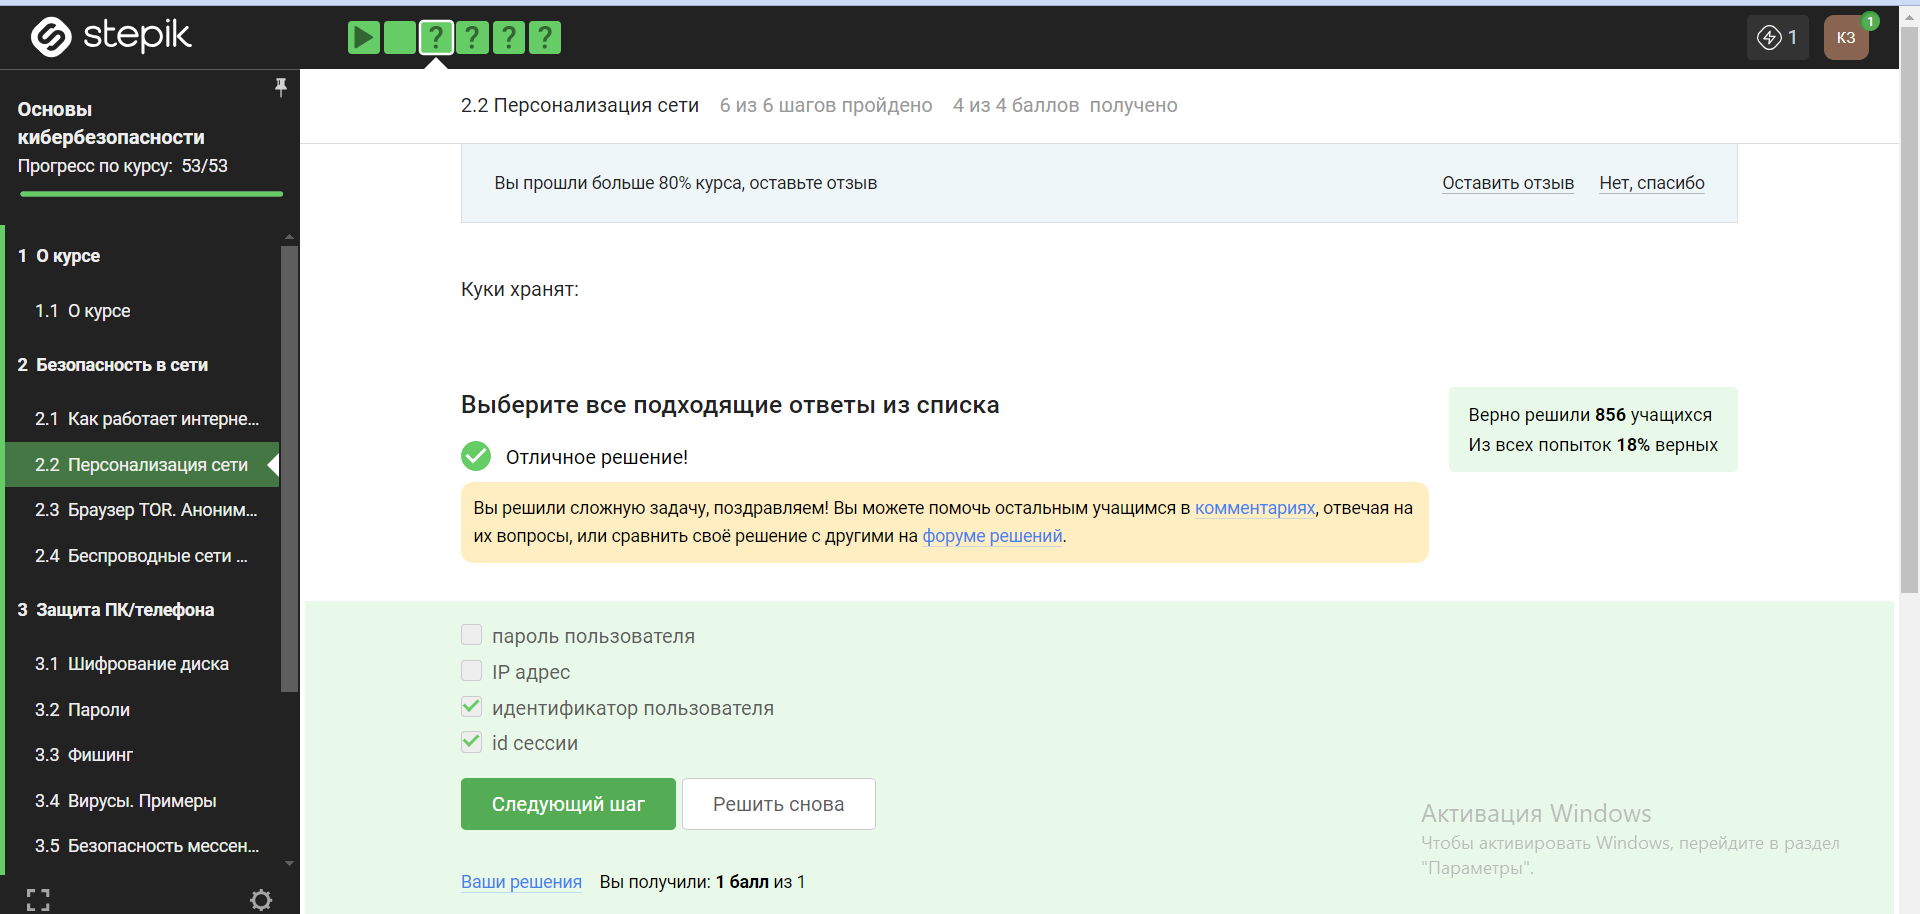 stepik
? ? ? ?
1
КЗ
1
Основы
кибербезопасности
Прогресс по курсу: 53/53
1 О курсе
1.1 О курсе
2 Безопасность в сети
2.1 Как работает интерне...
2.2 Персонализация сети
2.3 Браузер TOR. Аноним...
2.4 Беспроводные сети ...
3 Защита ПК/телефона
3.1 Шифрование диска
3.2 Пароли
3.3 Фишинг
3.4 Вирусы. Примеры
3.5 Безопасность мессен...
2.2 Персонализация сети 6 из 6 шагов пройдено 4 из 4 баллов получено
Вы прошли больше 80% курса, оставьте отзыв Оставить отзыв Нет, спасибо
Куки хранят:
Выберите все подходящие ответы из списка
Отличное решение!
Верно решили 856 учащихся
Из всех попыток 18% верных
Вы решили сложную задачу, поздравляем! Вы можете помочь остальным учащимся в комментариях, отвечая на
их вопросы, или сравнить своё решение с другими на форуме решений.
пароль пользователя
IP адрес
идентификатор пользователя
id сессии
Следующий шаг Решить снова
Ваши решения Вы получили: 1 балл из 1
Активация Windows
Чтобы активировать Windows, перейдите в раздел
"Параметры".